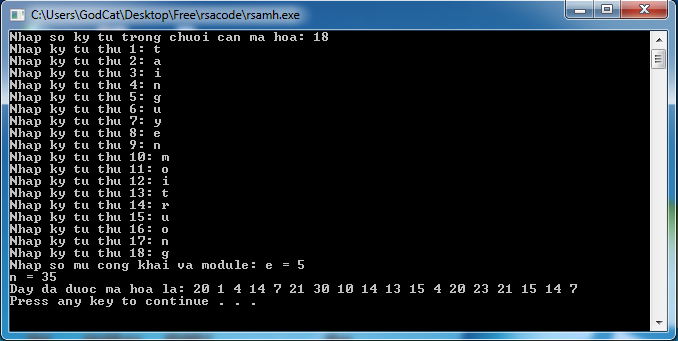 C:\Users\GodCat\Desktop\Free\rsacode\rsamh.exe
Nhap so ky tu trong chuoi can ma hoa: 18
Nhap ky tu thu 1: t
Nhap ky tu thu 2: a
Nhap ky tu thu 3: i
Nhap ky tu thu 4: n
Nhap ky tu thu 5: g
Nhap ky tu thu 6: u
Nhap ky tu thu 7: y
Nhap ky tu thu 8: e
Nhap ky tu thu 9: n
Nhap ky tu thu 10: m
Nhap ky tu thu 11: o
Nhap ky tu thu 12: i
Nhap ky tu thu 13: t
Nhap ky tu thu 14: r
Nhap ky tu thu 15: u
Nhap ky tu thu 16: o
Nhap ky tu thu 17: n
Nhap ky tu thu 18: g
Nhap so mu cong khai va module: e = 5
n = 35
Day da duoc ma hoa la: 20 1 4 14 7 21 30 10 14 13 15 4 20 23 21 15 14 7
Press any key to continue . . .